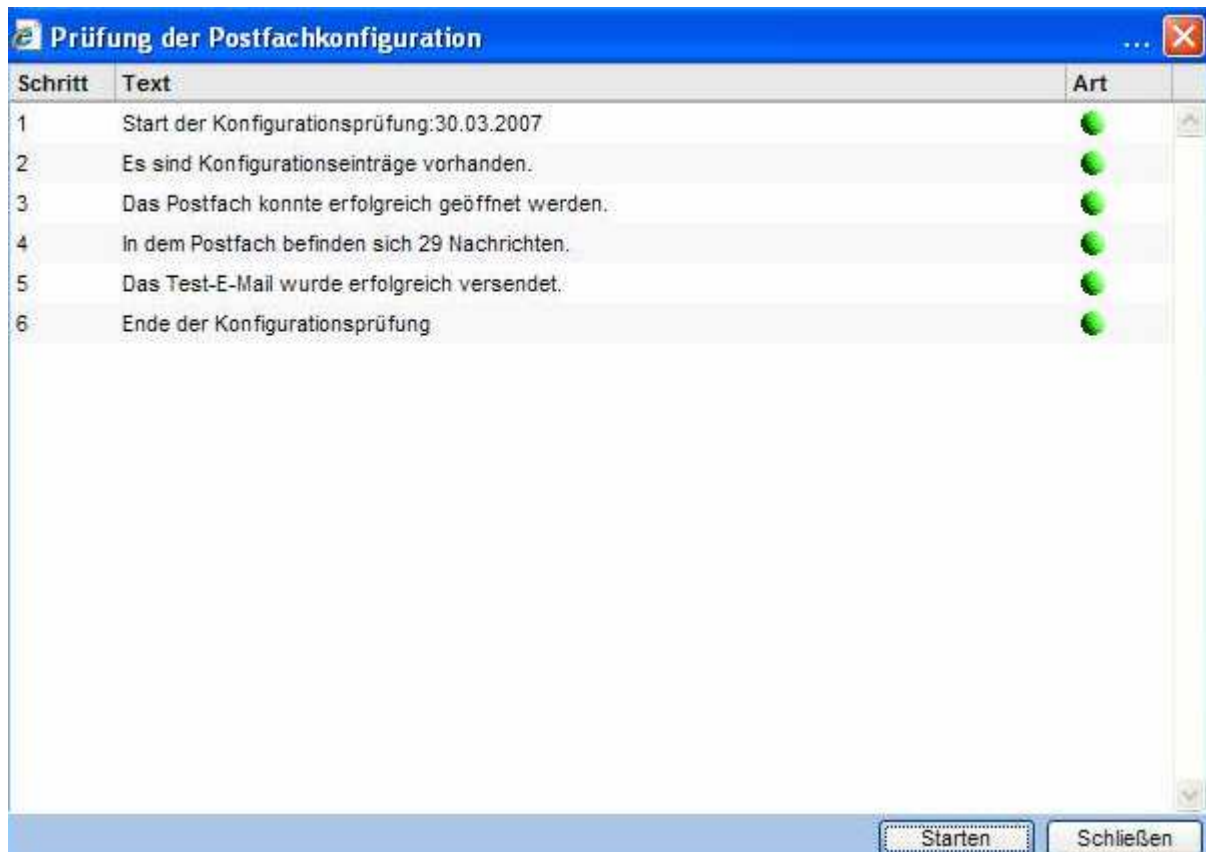 Prüfung der Postfachkonfiguration ...
Schritt Text Art
1 Start der Konfigurationsprüfung:30.03.2007
2 Es sind Konfigurationseinträge vorhanden.
3 Das Postfach konnte erfolgreich geöffnet werden.
4 In dem Postfach befinden sich 29 Nachrichten.
5 Das Test-E-Mail wurde erfolgreich versendet.
6 Ende der Konfigurationsprüfung
Starten Schließen